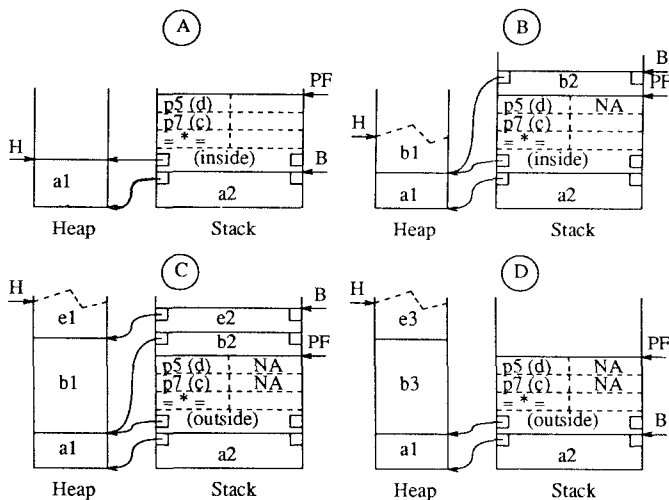 A
PF
p5 (d)
p7 (c)
= * =
H
(inside)
B
a1
a2
Heap
Stack
B
B
b2
PF
p5 (d)
NA
H
p7 (c)
= * =
b1
(inside)
a1
a2
Heap
Stack
C
H
B
e1
e2
b2
PF
p5 (d)
NA
b1
p7 (c)
NA
= * =
(outside)
a1
a2
Heap
Stack
D
H
e3
PF
p5 (d)
NA
b3
p7 (c)
NA
= * =
(outside)
B
a1
a2
Heap
Stack